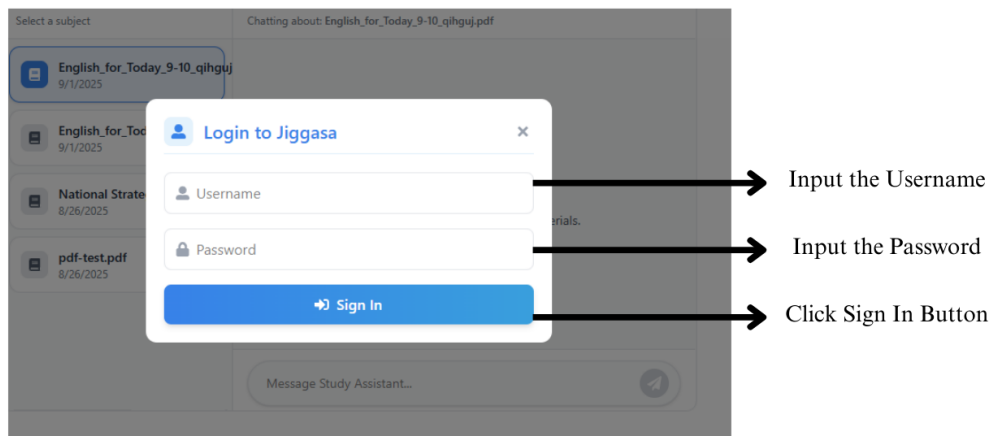 Select a subject
Chatting about: English_for_Today_9-10_qihguj.pdf
English_for_Today_9-10_qihguj
9/1/2025
English_for_Tod
9/1/2025
National Strate
8/26/2025
pdf-test.pdf
8/26/2025
Login to Jiggasa
×
Username
Password
Sign In
erials.
Message Study Assistant...
Input the Username
Input the Password
Click Sign In Button